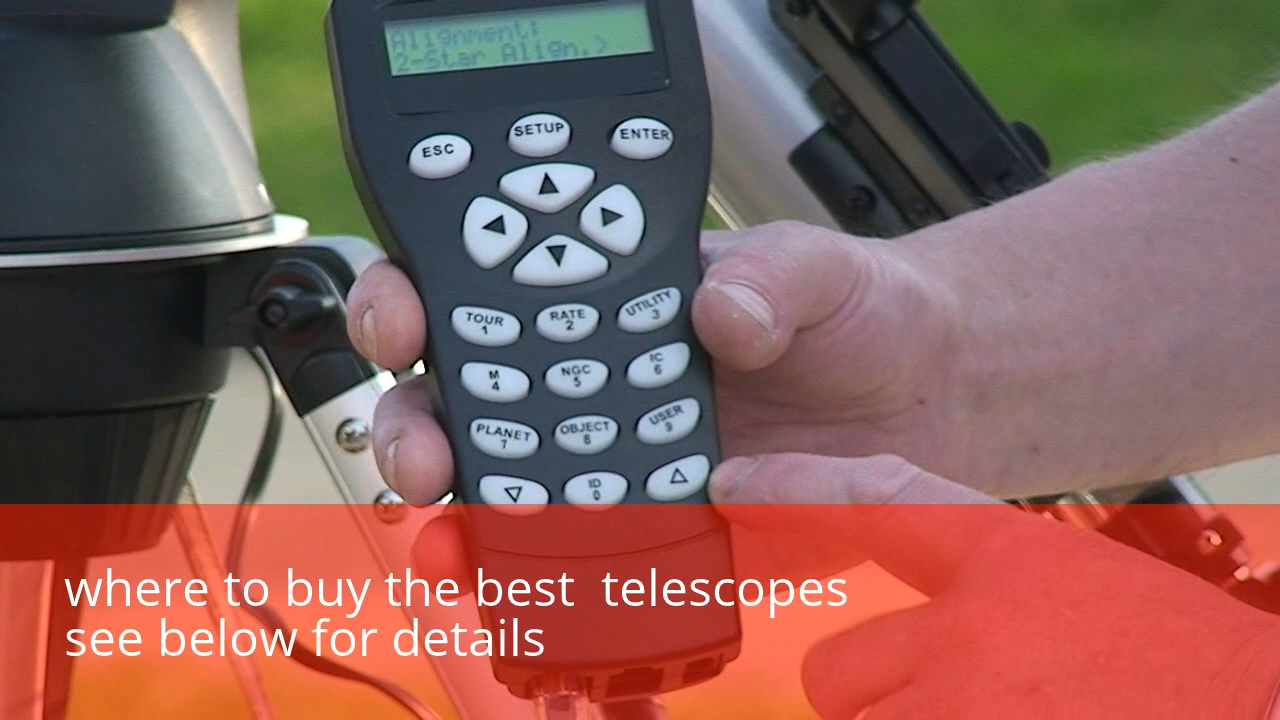 Alignment:
2-Star Align.>
ESC
SETUP
ENTER
TOUR
1
RATE
2
UTILITY
3
M
4
NGC
5
IC
6
PLANET
7
OBJECT
8
USER
9
ID
0
where to buy the best  telescopes
see below for details